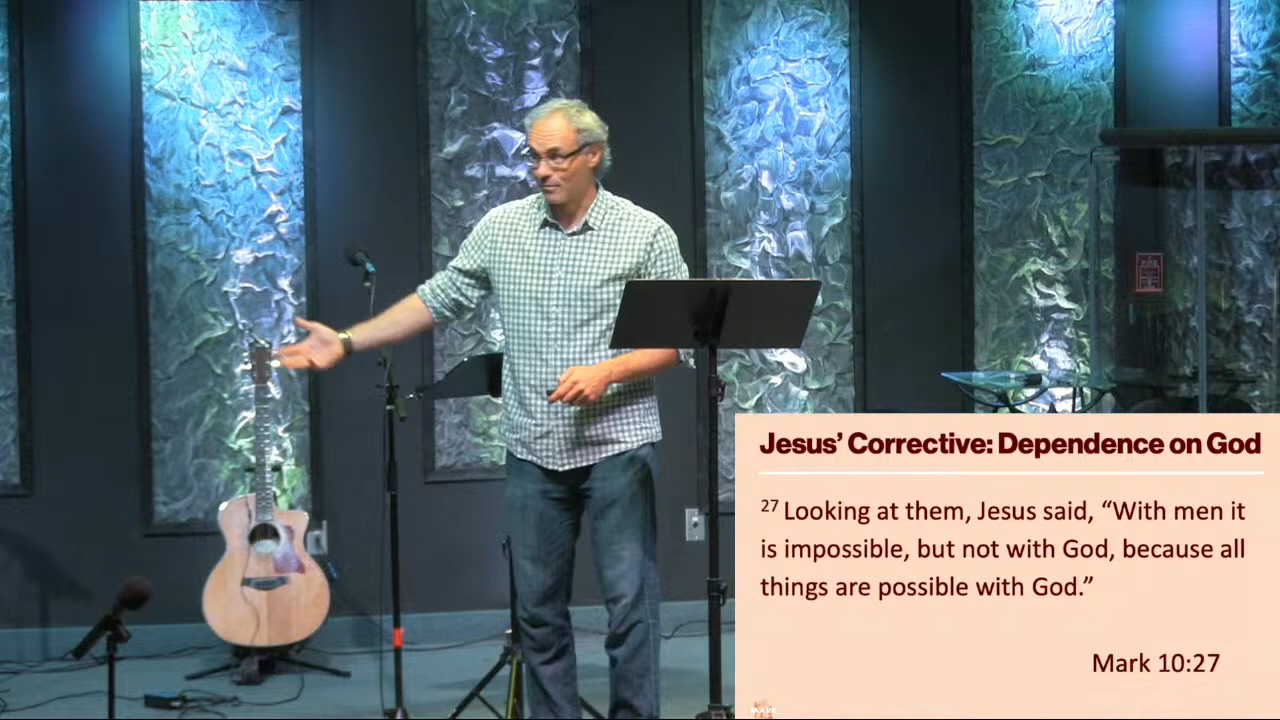 Jesus’ Corrective: Dependence on God
27 Looking at them, Jesus said, “With men it
is impossible, but not with God, because all
things are possible with God.”
Mark 10:27
MARK